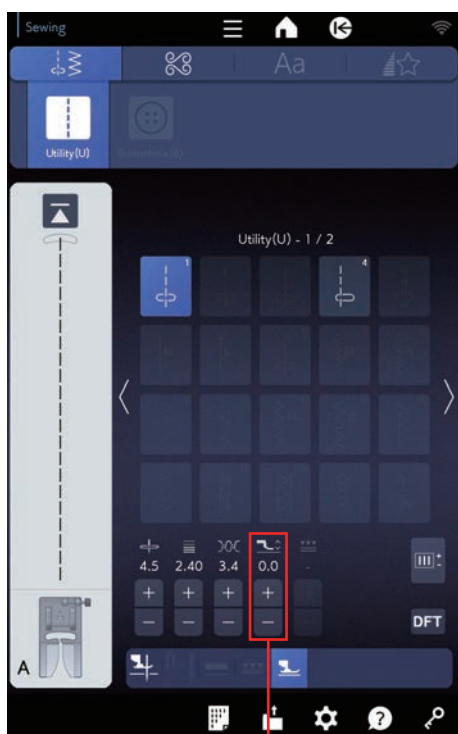 Sewing
Aa
Utility(U)
Utility(U) - 1 / 2
1
4
4.5 2.40 3.4 0.0 -
+ + + +
− − − −
DFT
A
?